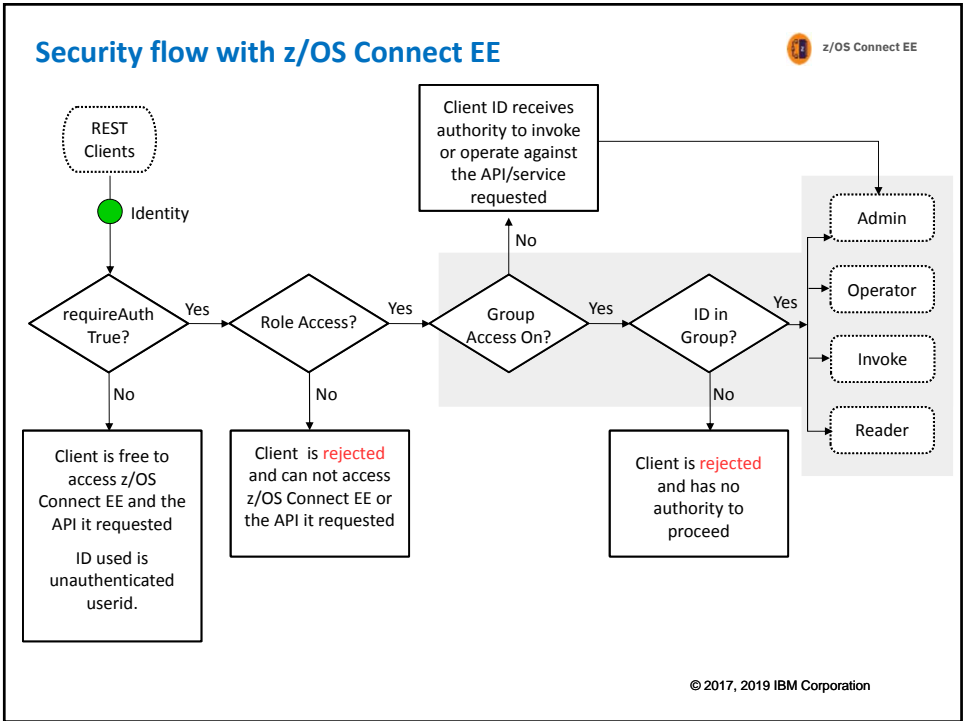 Security flow with z/OS Connect EE
z/OS Connect EE
REST
Clients
Identity
Client ID receives
authority to invoke
or operate against
the API/service
requested
No
requireAuth
True?
Yes
Role Access?
Yes
Group
Access On?
Yes
ID in
Group?
Yes
Admin
Operator
Invoke
Reader
No
No
No
Client is free to
access z/OS
Connect EE and the
API it requested
ID used is
unauthenticated
userid.
Client is rejected
and can not access
z/OS Connect EE or
the API it requested
Client is rejected
and has no
authority to
proceed
© 2017, 2019 IBM Corporation